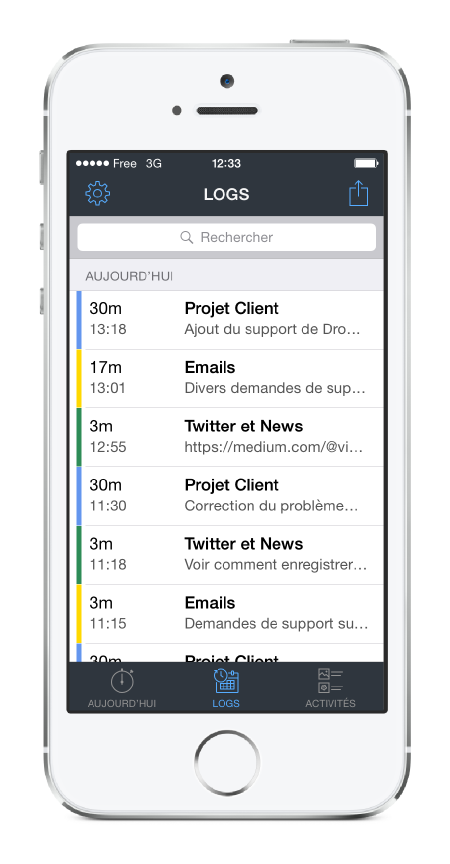 Free 3G 12:33
LOGS
Rechercher
AUJOURD'HUI
30m Projet Client
13:18 Ajout du support de Dro...
17m Emails
13:01 Divers demandes de sup...
3m Twitter et News
12:55 https://medium.com/@vi...
30m Projet Client
11:30 Correction du problème...
3m Twitter et News
11:18 Voir comment enregistrer...
3m Emails
11:15 Demandes de support su...
30m Projet Client
AUJOURD'HUI LOGS ACTIVITÉS